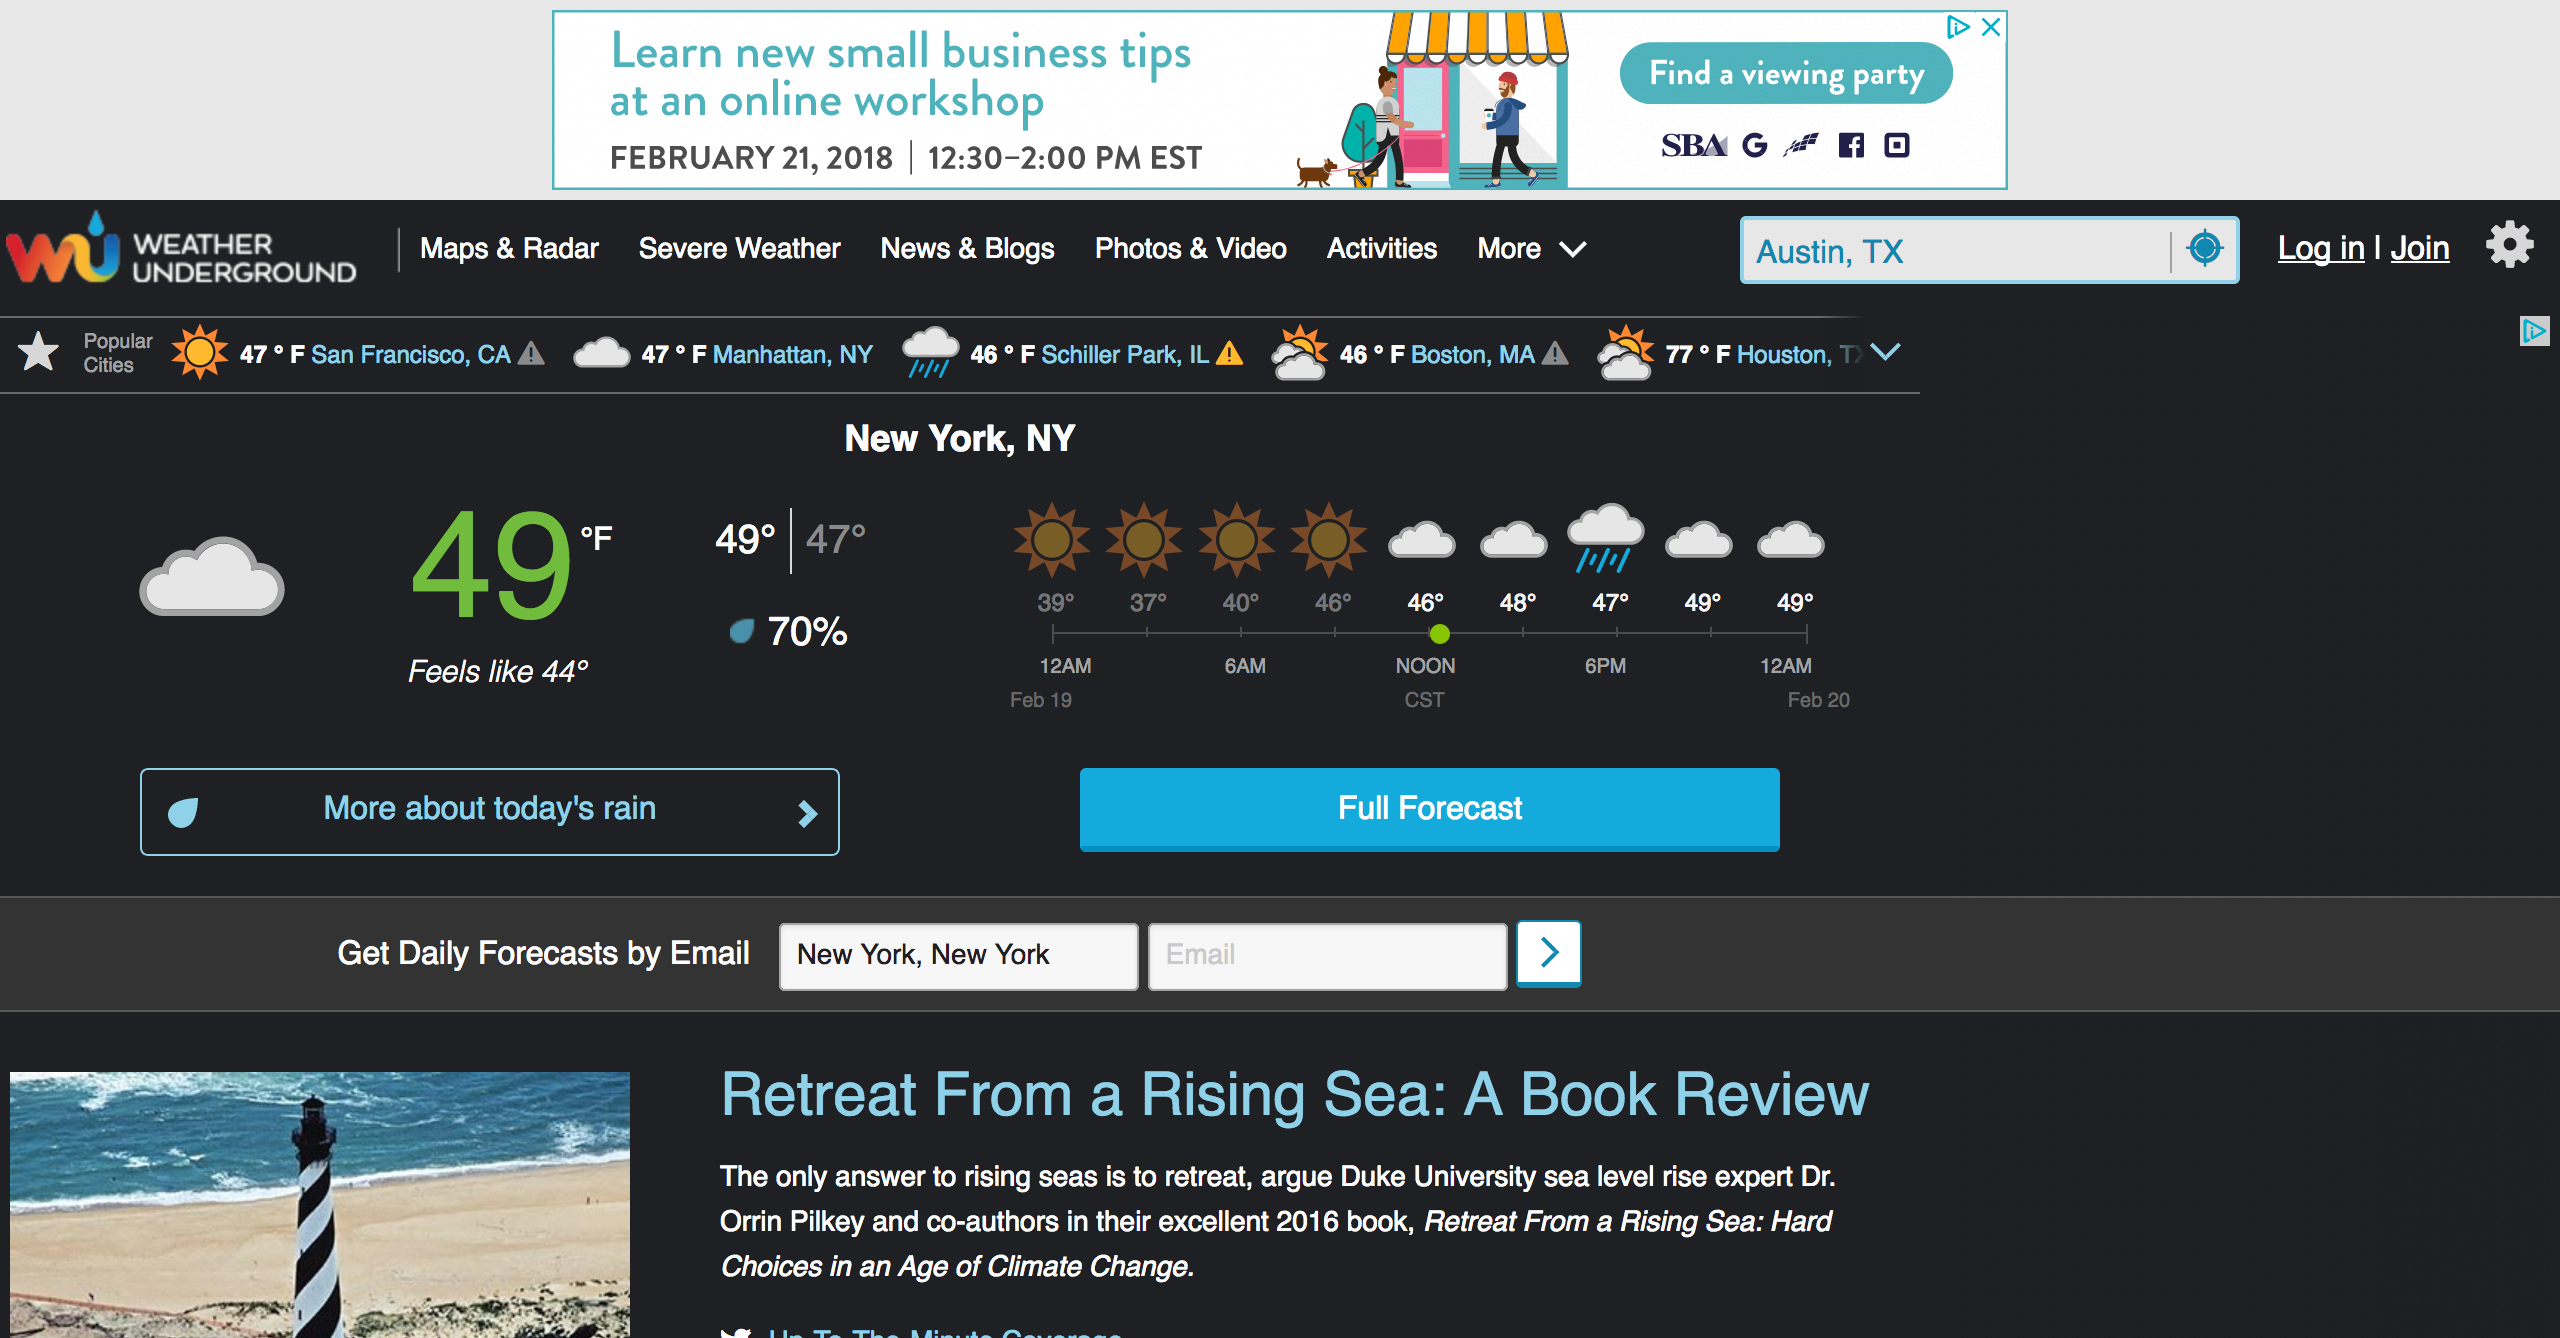 Learn new small business tips
at an online workshop
FEBRUARY 21, 2018 | 12:30–2:00 PM EST
Find a viewing party
SBA G
WU WEATHER UNDERGROUND
Maps & Radar Severe Weather News & Blogs Photos & Video Activities More
Austin, TX
Log in | Join
Popular Cities
47 ° F San Francisco, CA
47 ° F Manhattan, NY
46 ° F Schiller Park, IL
46 ° F Boston, MA
77 ° F Houston, TX
New York, NY
49 °F
Feels like 44°
49° | 47°
70%
39° 37° 40° 46° 46° 48° 47° 49° 49°
12AM 6AM NOON 6PM 12AM
Feb 19 CST Feb 20
More about today's rain
Full Forecast
Get Daily Forecasts by Email New York, New York Email
Retreat From a Rising Sea: A Book Review
The only answer to rising seas is to retreat, argue Duke University sea level rise expert Dr.
Orrin Pilkey and co-authors in their excellent 2016 book, Retreat From a Rising Sea: Hard
Choices in an Age of Climate Change.
Up To The Minute Coverage